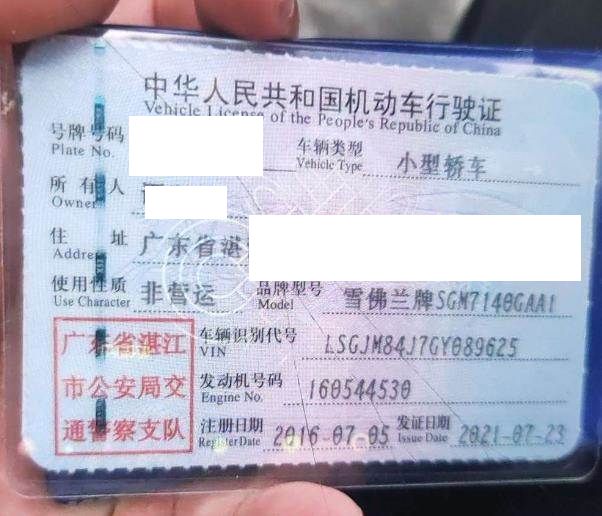 中华人民共和国机动车行驶证
Vehicle License of the People's Republic of China
号牌号码
Plate No.
车辆类型 小型轿车
Vehicle Type
所有人
Owner
住址 广东省湛
Address
使用性质 非营运 品牌型号 雪佛兰牌SGM7140GAA1
Use Character Model
广东省湛江
市公安局交
通警察支队
车辆识别代号 LSGJM84J7GY089625
VIN
发动机号码 160544530
Engine No.
注册日期 2016-07-05 发证日期 2021-07-23
Register Date Issue Date